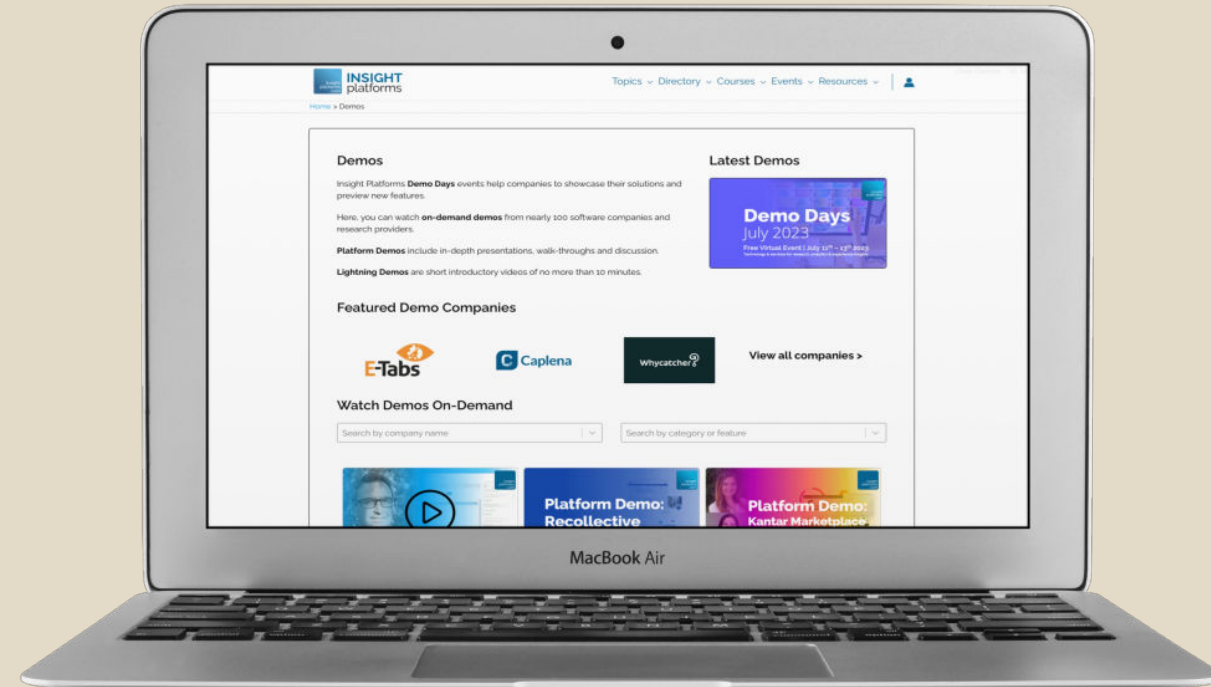 INSIGHT
platforms
Topics Directory Courses Events Resources
Home » Demos
Demos
Insight Platforms Demo Days events help companies to showcase their solutions and
preview new features.
Here, you can watch on-demand demos from nearly 100 software companies and
research providers.
Platform Demos include in-depth presentations, walk-throughs and discussion.
Lightning Demos are short introductory videos of no more than 10 minutes.
Latest Demos
Demo Days
July 2023
Free Virtual Event | July 11th – 13th 2023
Featured Demo Companies
E-Tabs
C Caplena
Whycatcher
View all companies >
Watch Demos On-Demand
Search by company name
Search by category or feature
Platform Demo:
Recollective
Platform Demo:
Kantar Marketplace
MacBook Air